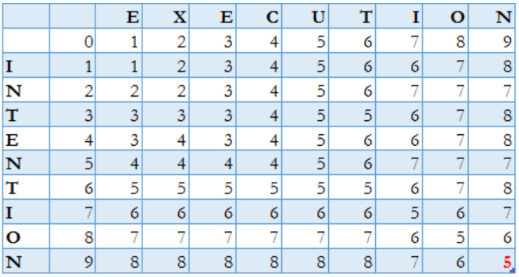 E X E C U T I O N
0 1 2 3 4 5 6 7 8 9
I 1 1 2 3 4 5 6 6 7 8
N 2 2 2 3 4 5 6 7 7 7
T 3 3 3 3 4 5 5 6 7 8
E 4 3 4 3 4 5 6 6 7 8
N 5 4 4 4 4 5 6 7 7 7
T 6 5 5 5 5 5 5 6 7 8
I 7 6 6 6 6 6 6 5 6 7
O 8 7 7 7 7 7 7 6 5 6
N 9 8 8 8 8 8 8 7 6 5